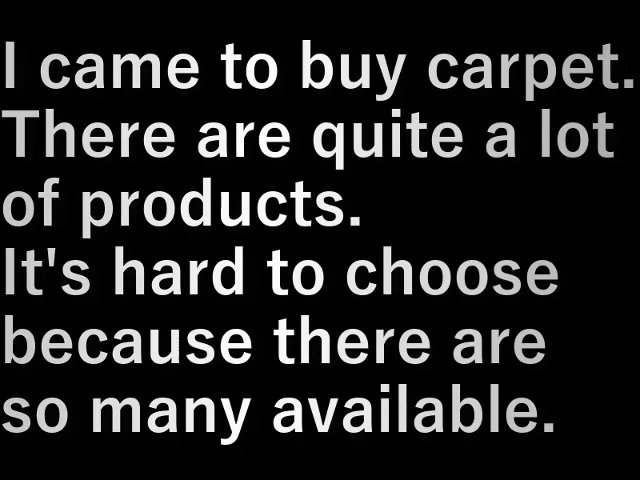 I came to buy carpet.
There are quite a lot
of products.
It's hard to choose
because there are
so many available.